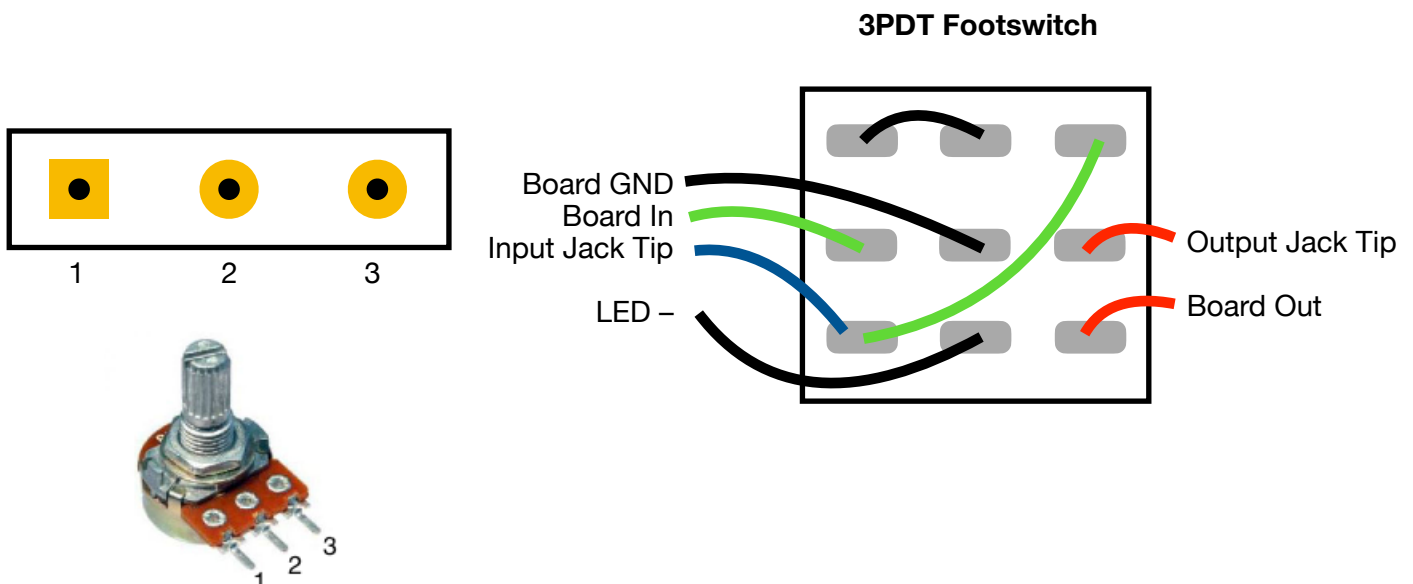 3PDT Footswitch
Board GND
Board In
Input Jack Tip
LED –
Output Jack Tip
Board Out
1 2 3
1 2 3